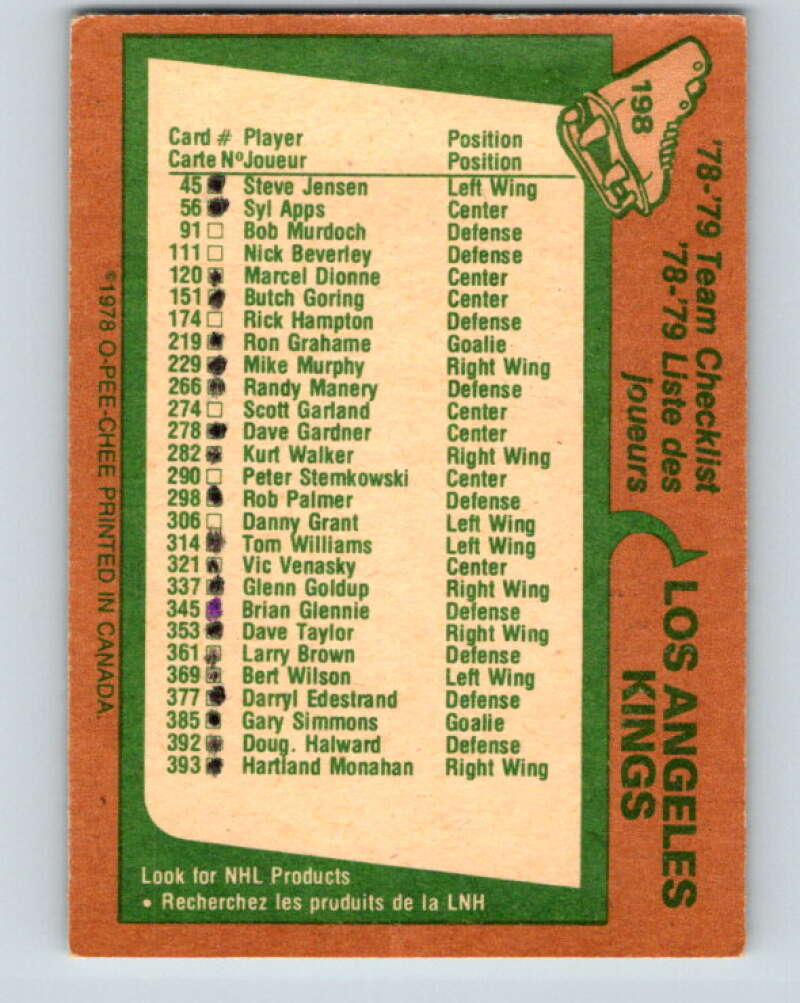 Card # Player Position
Carte NºJoueur Position
45 Steve Jensen Left Wing
56 Syl Apps Center
91 Bob Murdoch Defense
111 Nick Beverley Defense
120 Marcel Dionne Center
151 Butch Goring Center
174 Rick Hampton Defense
219 Ron Grahame Goalie
229 Mike Murphy Right Wing
266 Randy Manery Defense
274 Scott Garland Center
278 Dave Gardner Center
282 Kurt Walker Right Wing
290 Peter Stemkowski Center
298 Rob Palmer Defense
306 Danny Grant Left Wing
314 Tom Williams Left Wing
321 Vic Venasky Center
337 Glenn Goldup Right Wing
345 Brian Glennie Defense
353 Dave Taylor Right Wing
361 Larry Brown Defense
369 Bert Wilson Left Wing
377 Darryl Edestrand Defense
385 Gary Simmons Goalie
392 Doug. Halward Defense
393 Hartland Monahan Right Wing
Look for NHL Products
• Recherchez les produits de la LNH
198
'78-'79 Team Checklist
'78-'79 Liste des
joueurs
LOS ANGELES
KINGS
©1978 O-PEE-CHEE PRINTED IN CANADA.